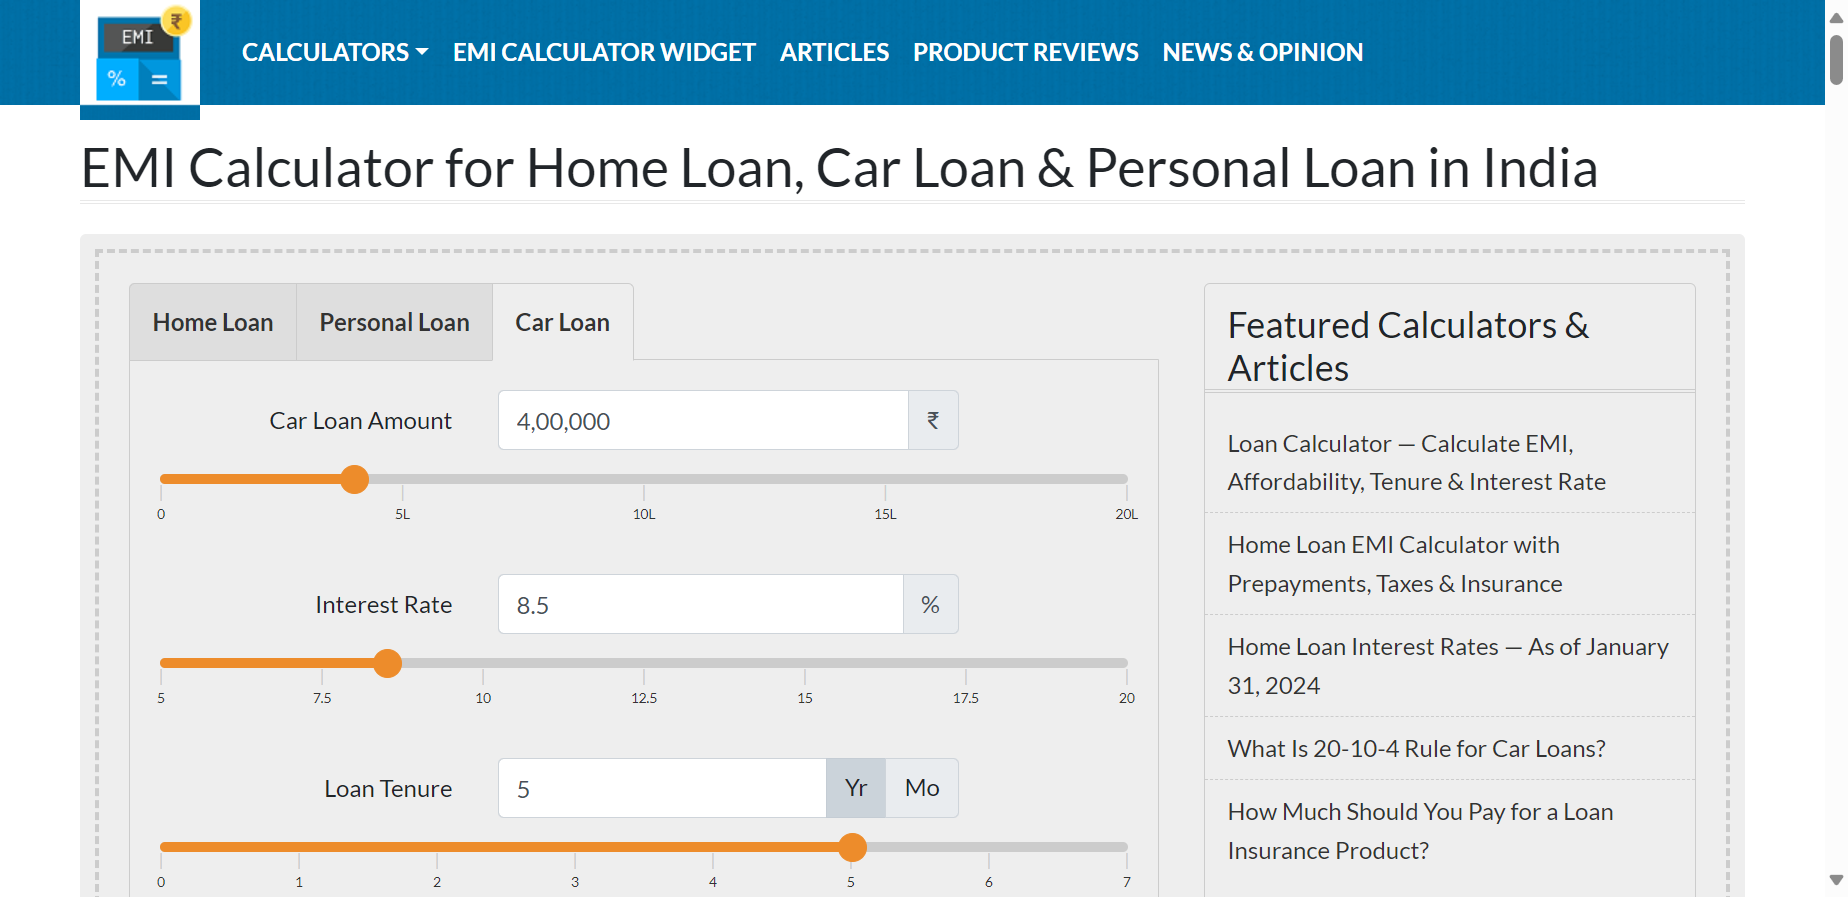 EMI
₹
% =
CALCULATORS EMI CALCULATOR WIDGET ARTICLES PRODUCT REVIEWS NEWS & OPINION
EMI Calculator for Home Loan, Car Loan & Personal Loan in India
Home Loan Personal Loan Car Loan
Car Loan Amount 4,00,000 ₹
0 5L 10L 15L 20L
Interest Rate 8.5 %
5 7.5 10 12.5 15 17.5 20
Loan Tenure 5 Yr Mo
0 1 2 3 4 5 6 7
Featured Calculators &
Articles
Loan Calculator — Calculate EMI,
Affordability, Tenure & Interest Rate
Home Loan EMI Calculator with
Prepayments, Taxes & Insurance
Home Loan Interest Rates — As of January
31, 2024
What Is 20-10-4 Rule for Car Loans?
How Much Should You Pay for a Loan
Insurance Product?